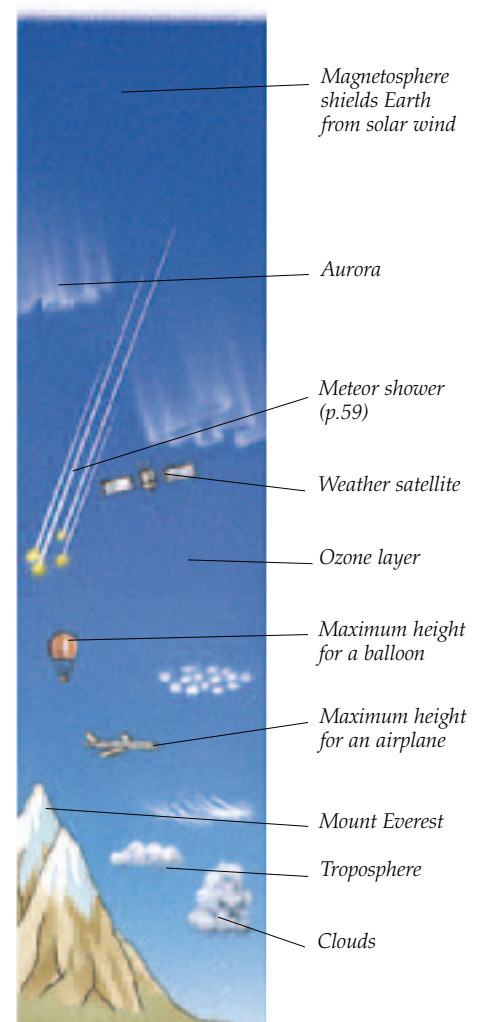 Magnetosphere
shields Earth
from solar wind
Aurora
Meteor shower
(p.59)
Weather satellite
Ozone layer
Maximum height
for a balloon
Maximum height
for an airplane
Mount Everest
Troposphere
Clouds